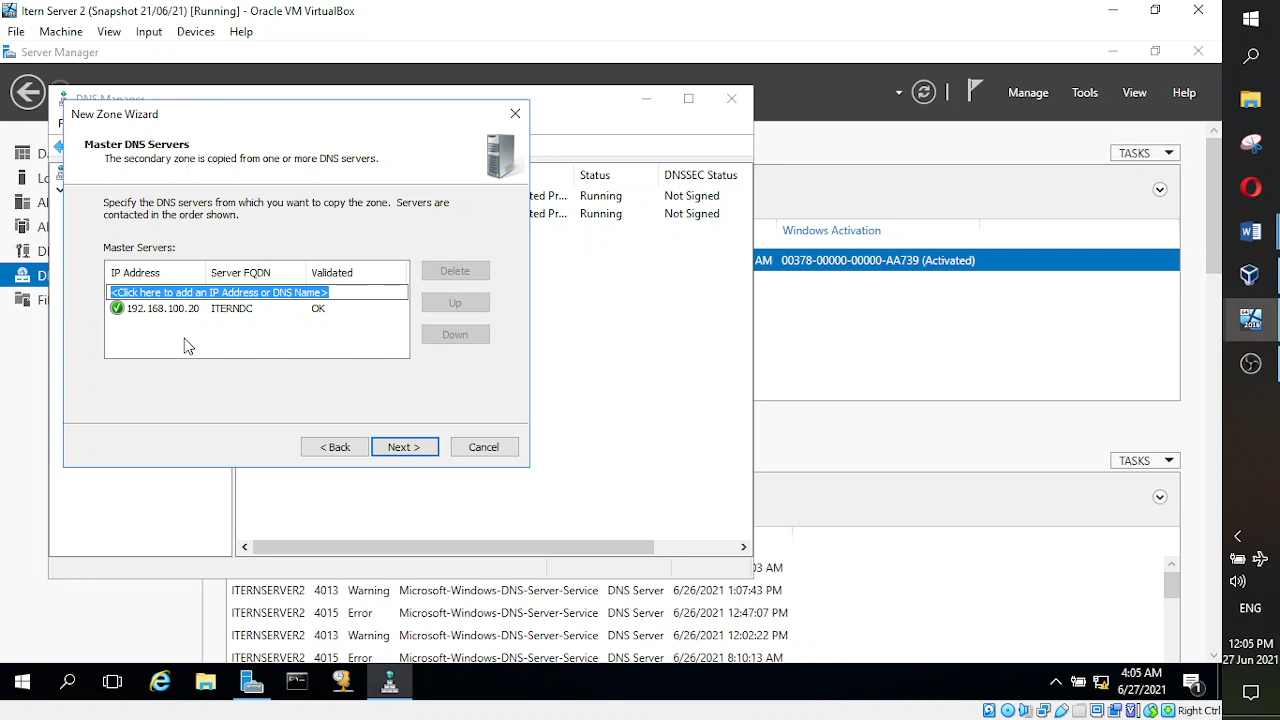 Itern Server 2 (Snapshot 21/06/21) [Running] - Oracle VM VirtualBox
File Machine View Input Devices Help
Server Manager
Manage Tools View Help
DNS Manager
New Zone Wizard
Master DNS Servers
The secondary zone is copied from one or more DNS servers.
TASKS
Status DNSSEC Status
ted Pr... Running Not Signed
ted Pr... Running Not Signed
Specify the DNS servers from which you want to copy the zone. Servers are
contacted in the order shown.
Windows Activation
Master Servers:
AM 00378-00000-00000-AA739 (Activated)
IP Address Server FQDN Validated
Delete
<Click here to add an IP Address or DNS Name>
192.168.100.20 ITERNDC OK
Up
Down
< Back Next > Cancel
TASKS
:03 AM
ITERNSERVER2 4013 Warning Microsoft-Windows-DNS-Server-Service DNS Server 6/26/2021 1:07:43 PM
ITERNSERVER2 4015 Error Microsoft-Windows-DNS-Server-Service DNS Server 6/26/2021 12:47:07 PM
ITERNSERVER2 4013 Warning Microsoft-Windows-DNS-Server-Service DNS Server 6/26/2021 12:02:22 PM
ITERNSERVER2 4015 Error Microsoft-Windows-DNS-Server-Service DNS Server 6/26/2021 8:10:13 AM
ENG
12:05 PM
27 Jun 2021
4:05 AM
6/27/2021
1
Right Ctrl